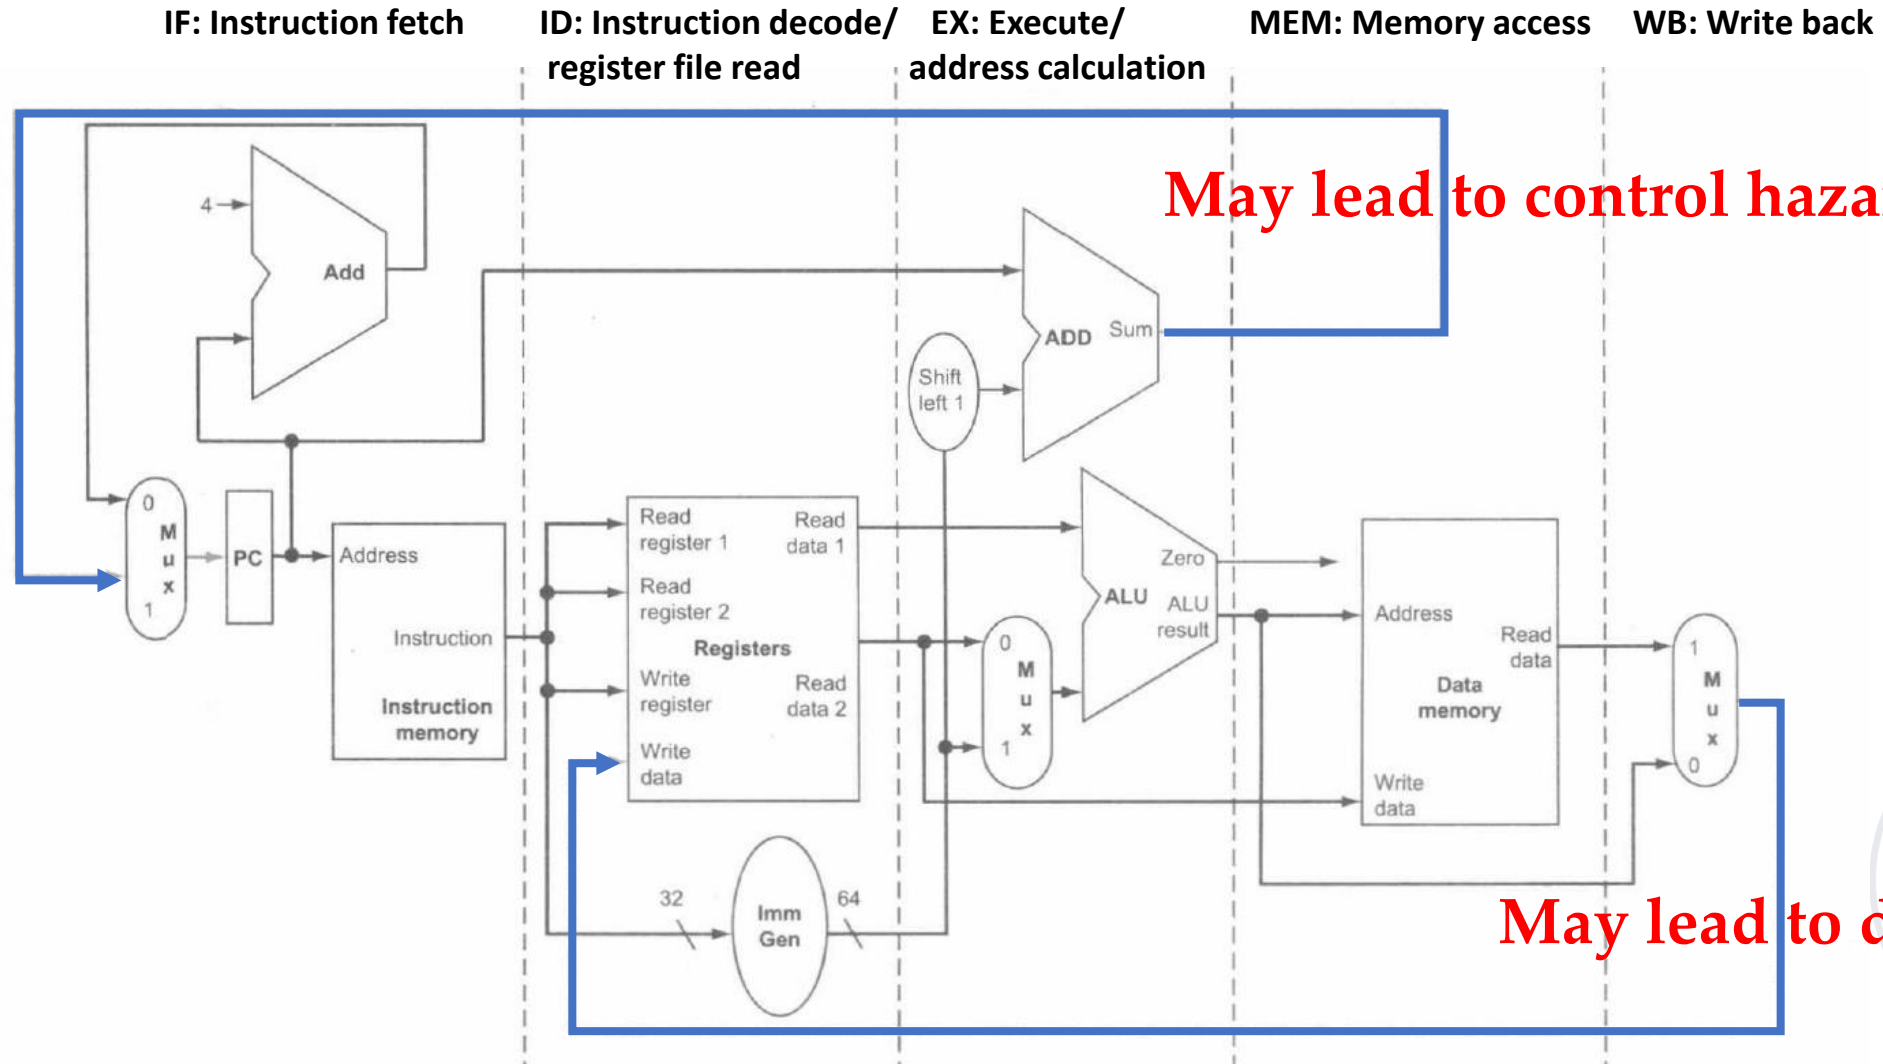 IF: Instruction fetch
ID: Instruction decode/
register file read
EX: Execute/
address calculation
MEM: Memory access
WB: Write back
May lead to control haza
4
Add
ADD
Sum
Shift
left 1
0
M
u
x
1
PC
Address
Instruction
Instruction
memory
Read
register 1
Read
register 2
Write
register
Write
data
Registers
Read
data 1
Read
data 2
0
M
u
x
1
ALU
Zero
ALU
result
Address
Write
data
Data
memory
Read
data
1
M
u
x
0
32
Imm
Gen
64
May lead to d